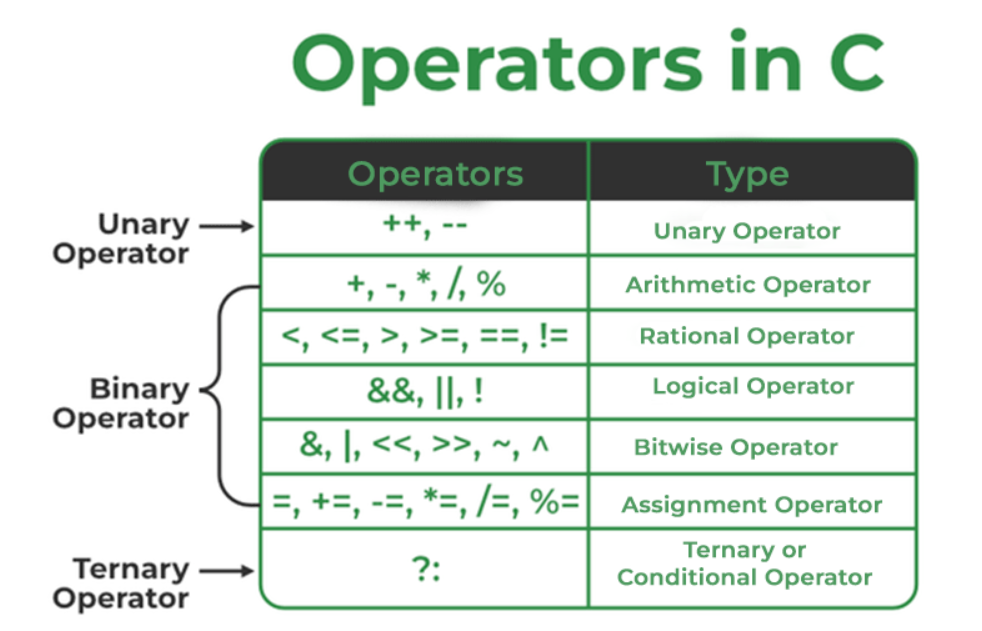 Operators in C
Operators Type
Unary
Operator
++, -- Unary Operator
+, -, *, /, % Arithmetic Operator
<, <=, >, >=, ==, != Rational Operator
Binary
Operator
&&, ||, ! Logical Operator
&, |, <<, >>, ~, ^ Bitwise Operator
=, +=, -=, *=, /=, %= Assignment Operator
Ternary
Operator
?: Ternary or
Conditional Operator